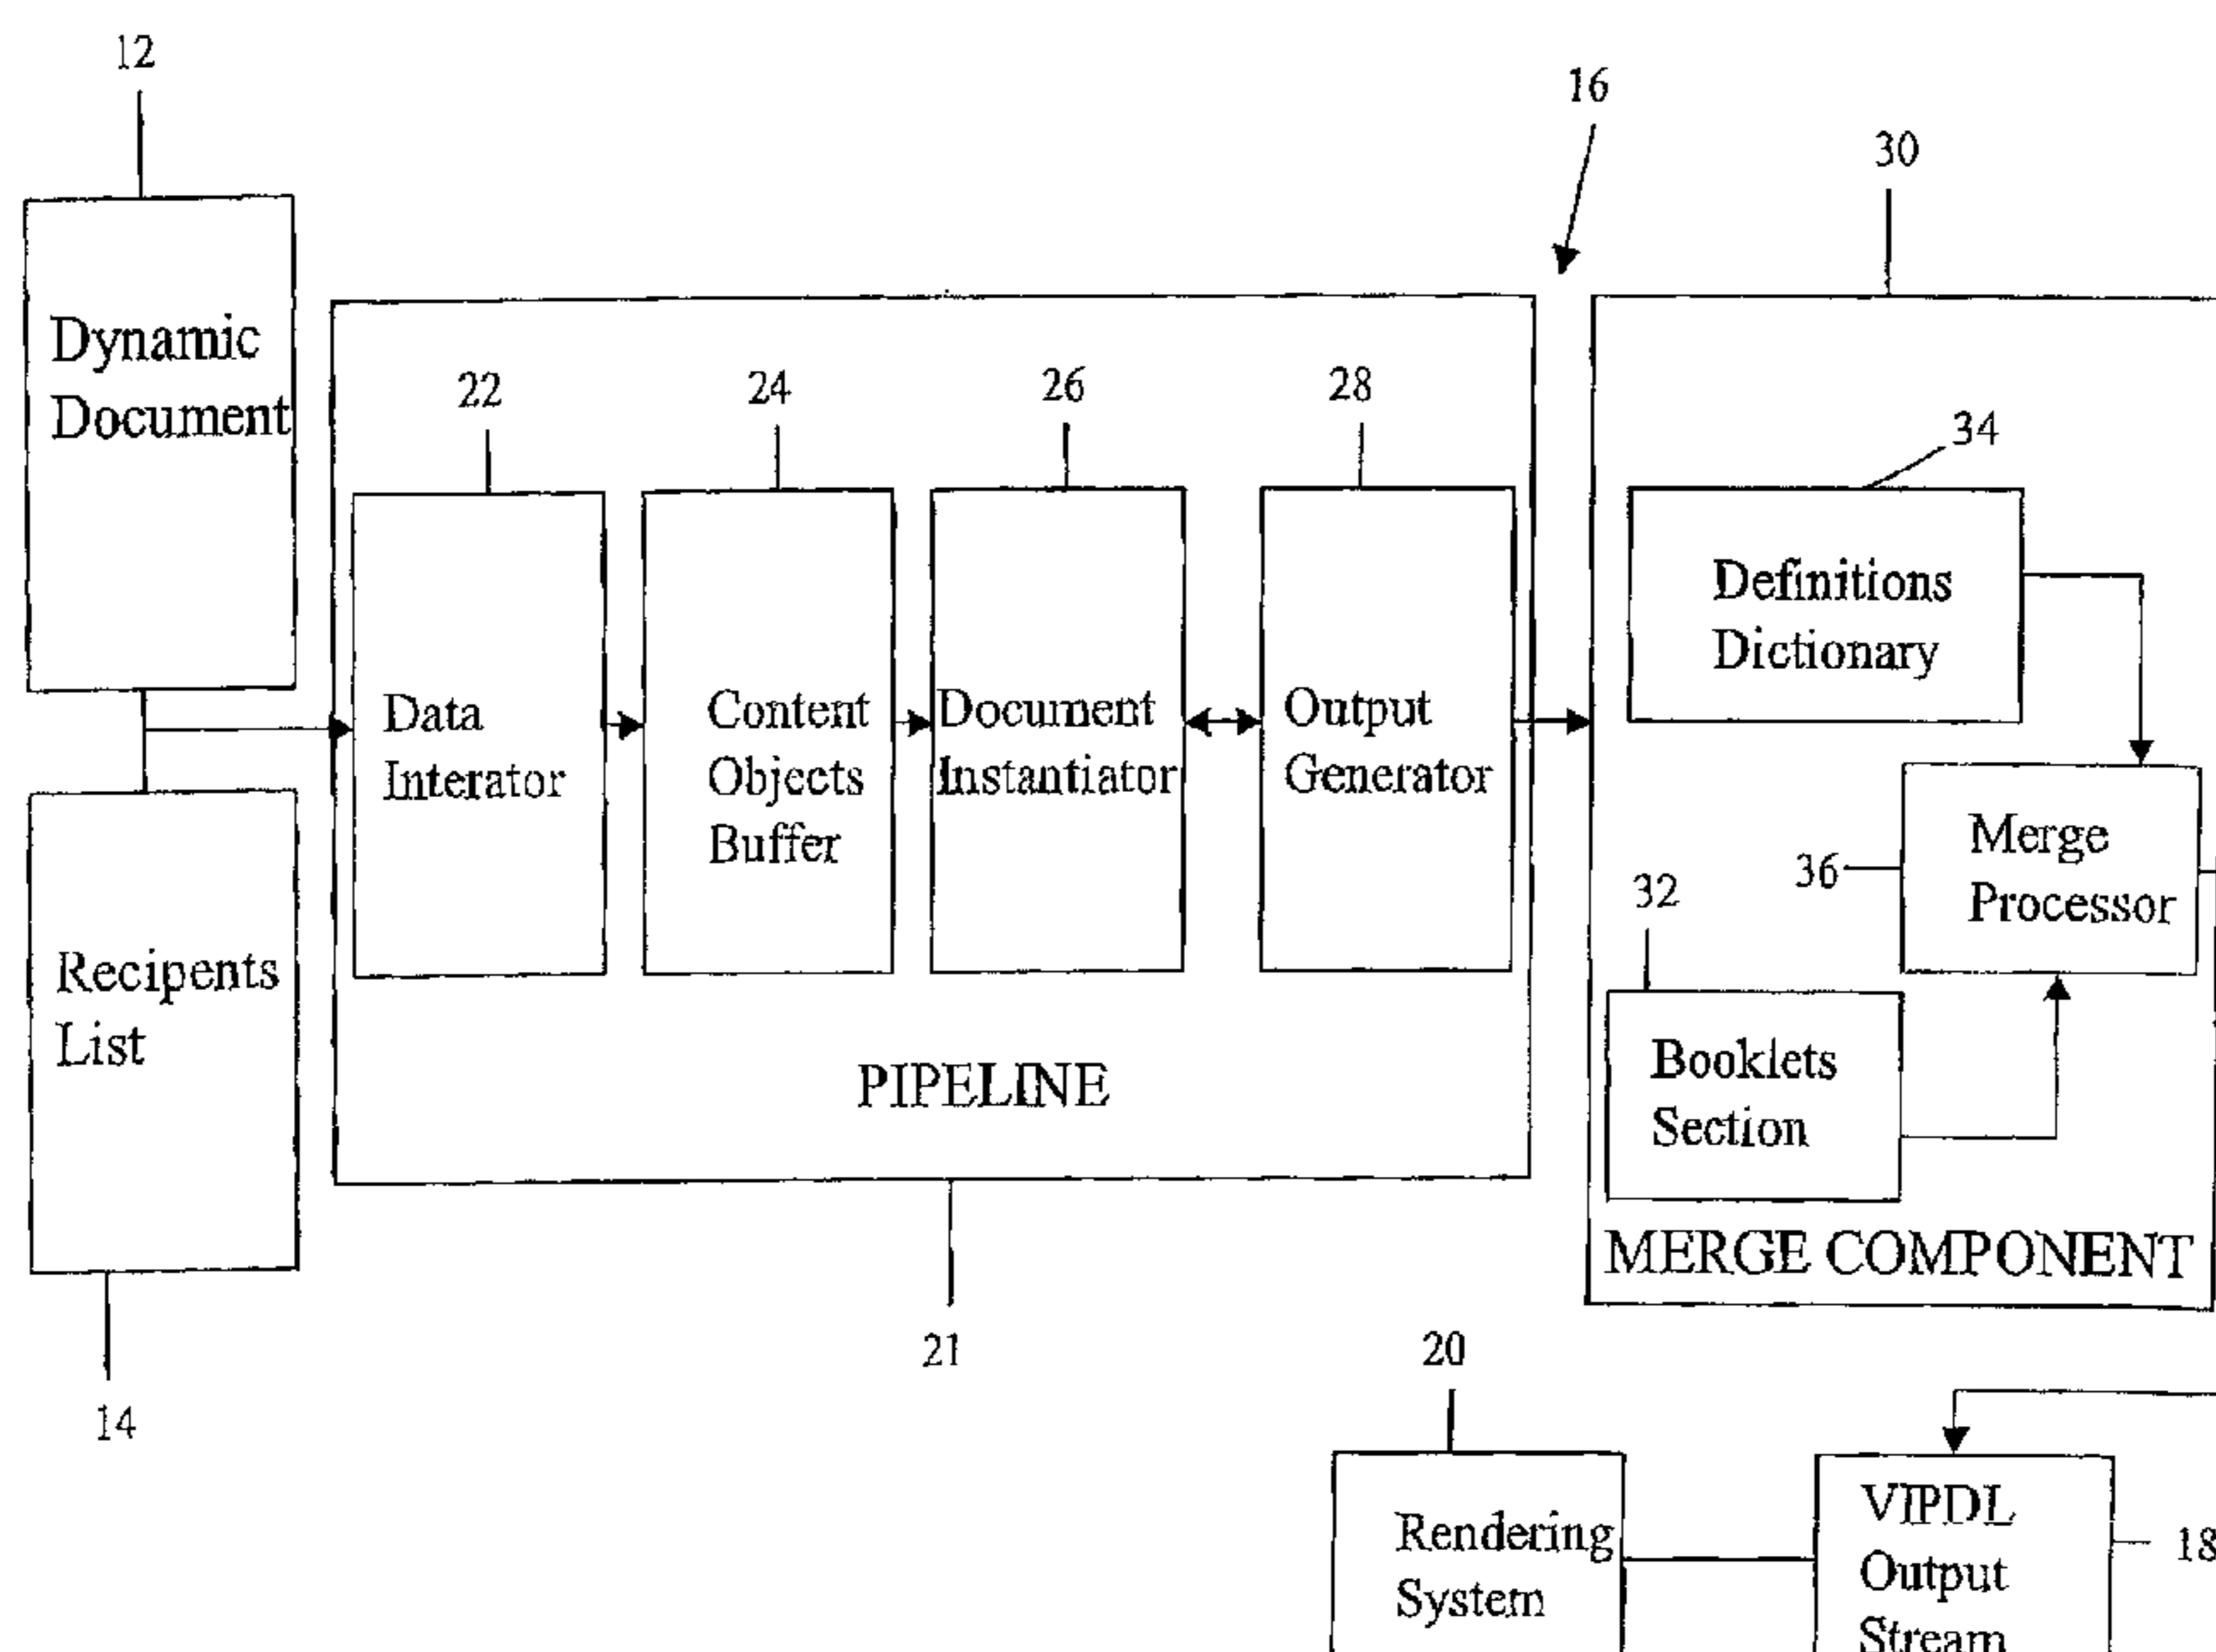 12
16
30
Dynamic
Document
22
24
26
28
34
Definitions
Dictionary
Data
Interator
Content
Objects
Buffer
Document
Instantiator
Output
Generator
Merge
Processor
36
32
Recipents
List
Booklets
Section
PIPELINE
MERGE COMPONENT
21
14
20
Rendering
System
VIPDL
Output
Stream
18